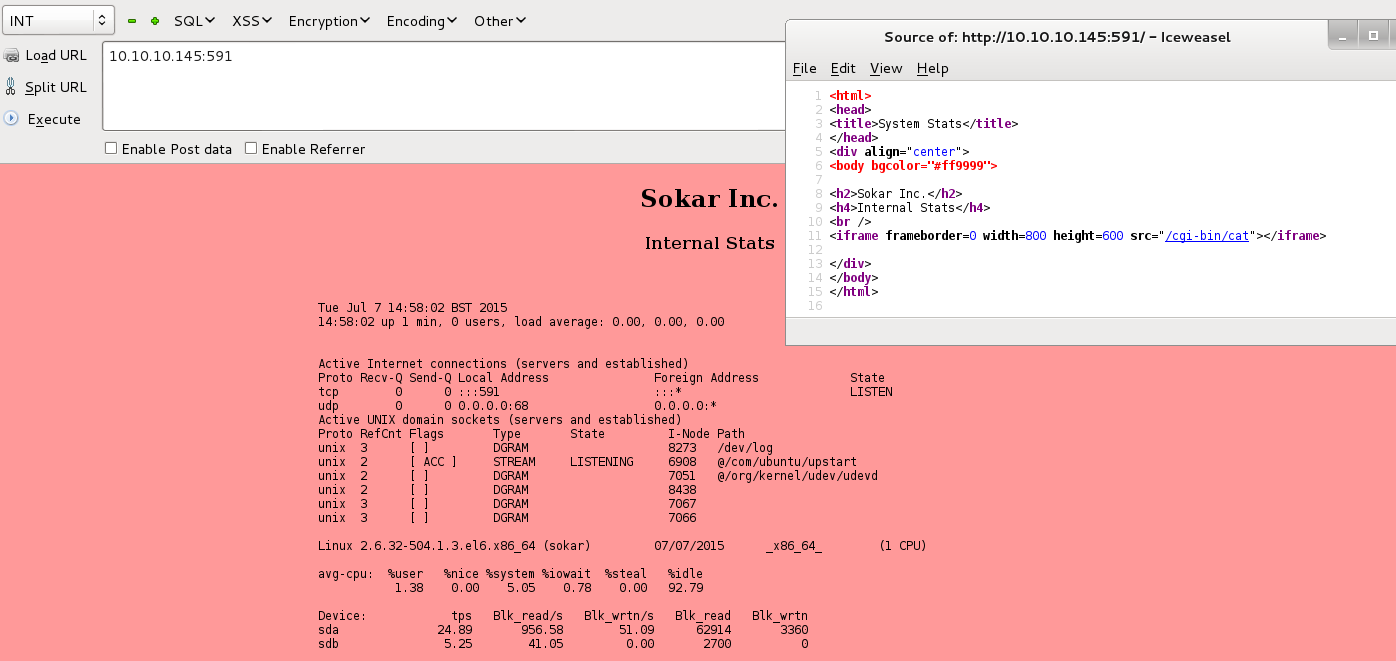 INT SQL XSS Encryption Encoding Other
Load URL
Split URL
Execute
10.10.10.145:591
Enable Post data Enable Referrer
Source of: http://10.10.10.145:591/ - Iceweasel
File Edit View Help
1 <html>
2 <head>
3 <title>System Stats</title>
4 </head>
5 <div align="center">
6 <body bgcolor="#ff9999">
7
8 <h2>Sokar Inc.</h2>
9 <h4>Internal Stats</h4>
10 <br />
11 <iframe frameborder=0 width=800 height=600 src="/cgi-bin/cat"></iframe>
12
13 </div>
14 </body>
15 </html>
16
Sokar Inc.
Internal Stats
Tue Jul 7 14:58:02 BST 2015
14:58:02 up 1 min, 0 users, load average: 0.00, 0.00, 0.00
Active Internet connections (servers and established)
Proto Recv-Q Send-Q Local Address Foreign Address State
tcp 0 0 :::591 :::* LISTEN
udp 0 0 0.0.0.0:68 0.0.0.0:*
Active UNIX domain sockets (servers and established)
Proto RefCnt Flags Type State I-Node Path
unix 3 [ ] DGRAM 8273 /dev/log
unix 2 [ ACC ] STREAM LISTENING 6908 @/com/ubuntu/upstart
unix 2 [ ] DGRAM 7051 @/org/kernel/udev/udevd
unix 2 [ ] DGRAM 8438
unix 3 [ ] DGRAM 7067
unix 3 [ ] DGRAM 7066
Linux 2.6.32-504.1.3.el6.x86_64 (sokar) 07/07/2015 _x86_64_ (1 CPU)
avg-cpu: %user %nice %system %iowait %steal %idle
1.38 0.00 5.05 0.78 0.00 92.79
Device: tps Blk_read/s Blk_wrtn/s Blk_read Blk_wrtn
sda 24.89 956.58 51.09 62914 3360
sdb 5.25 41.05 0.00 2700 0